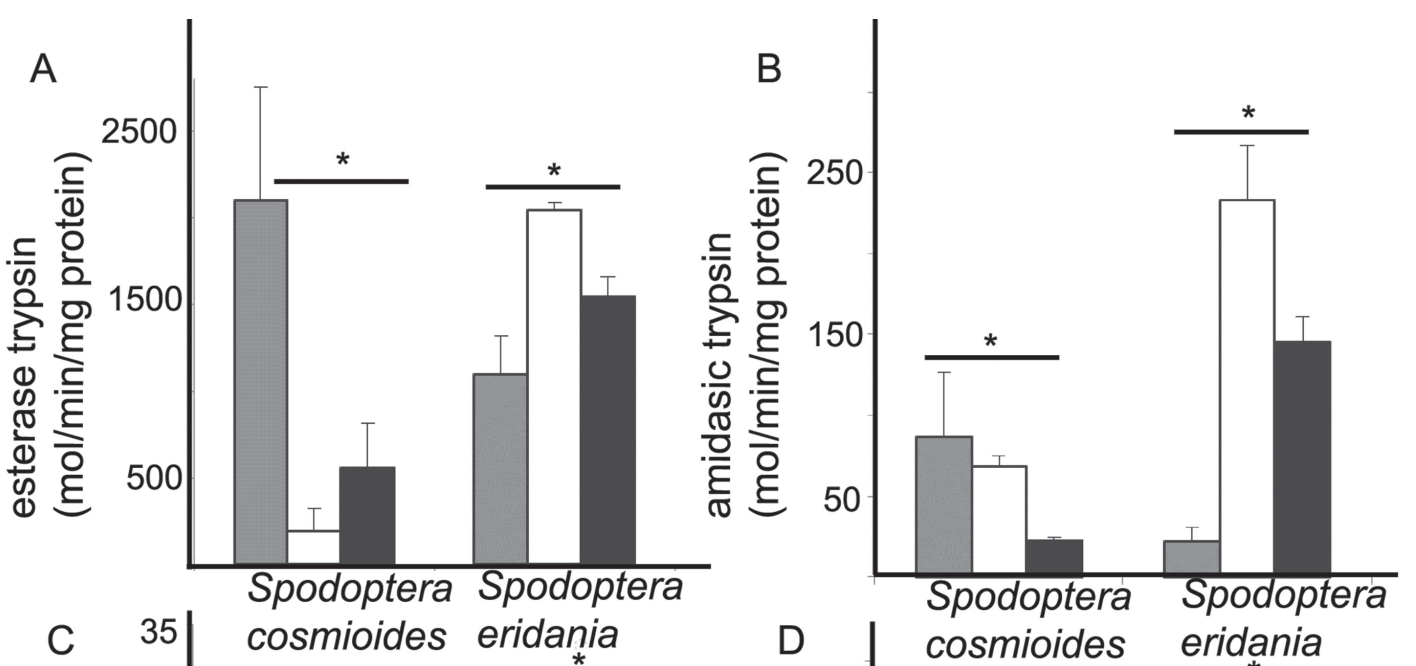 A
esterase trypsin
(mol/min/mg protein)
2500
1500
500
*
*
Spodoptera
cosmioides
Spodoptera
eridania
B
amidasic trypsin
(mol/min/mg protein)
250
150
50
*
*
Spodoptera
cosmioides
Spodoptera
eridania
C
35
*
D
*